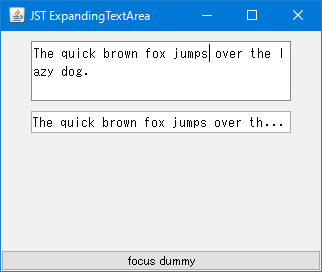 JST ExpandingTextArea
The quick brown fox jumps over the l
azy dog.
The quick brown fox jumps over th...
focus dummy